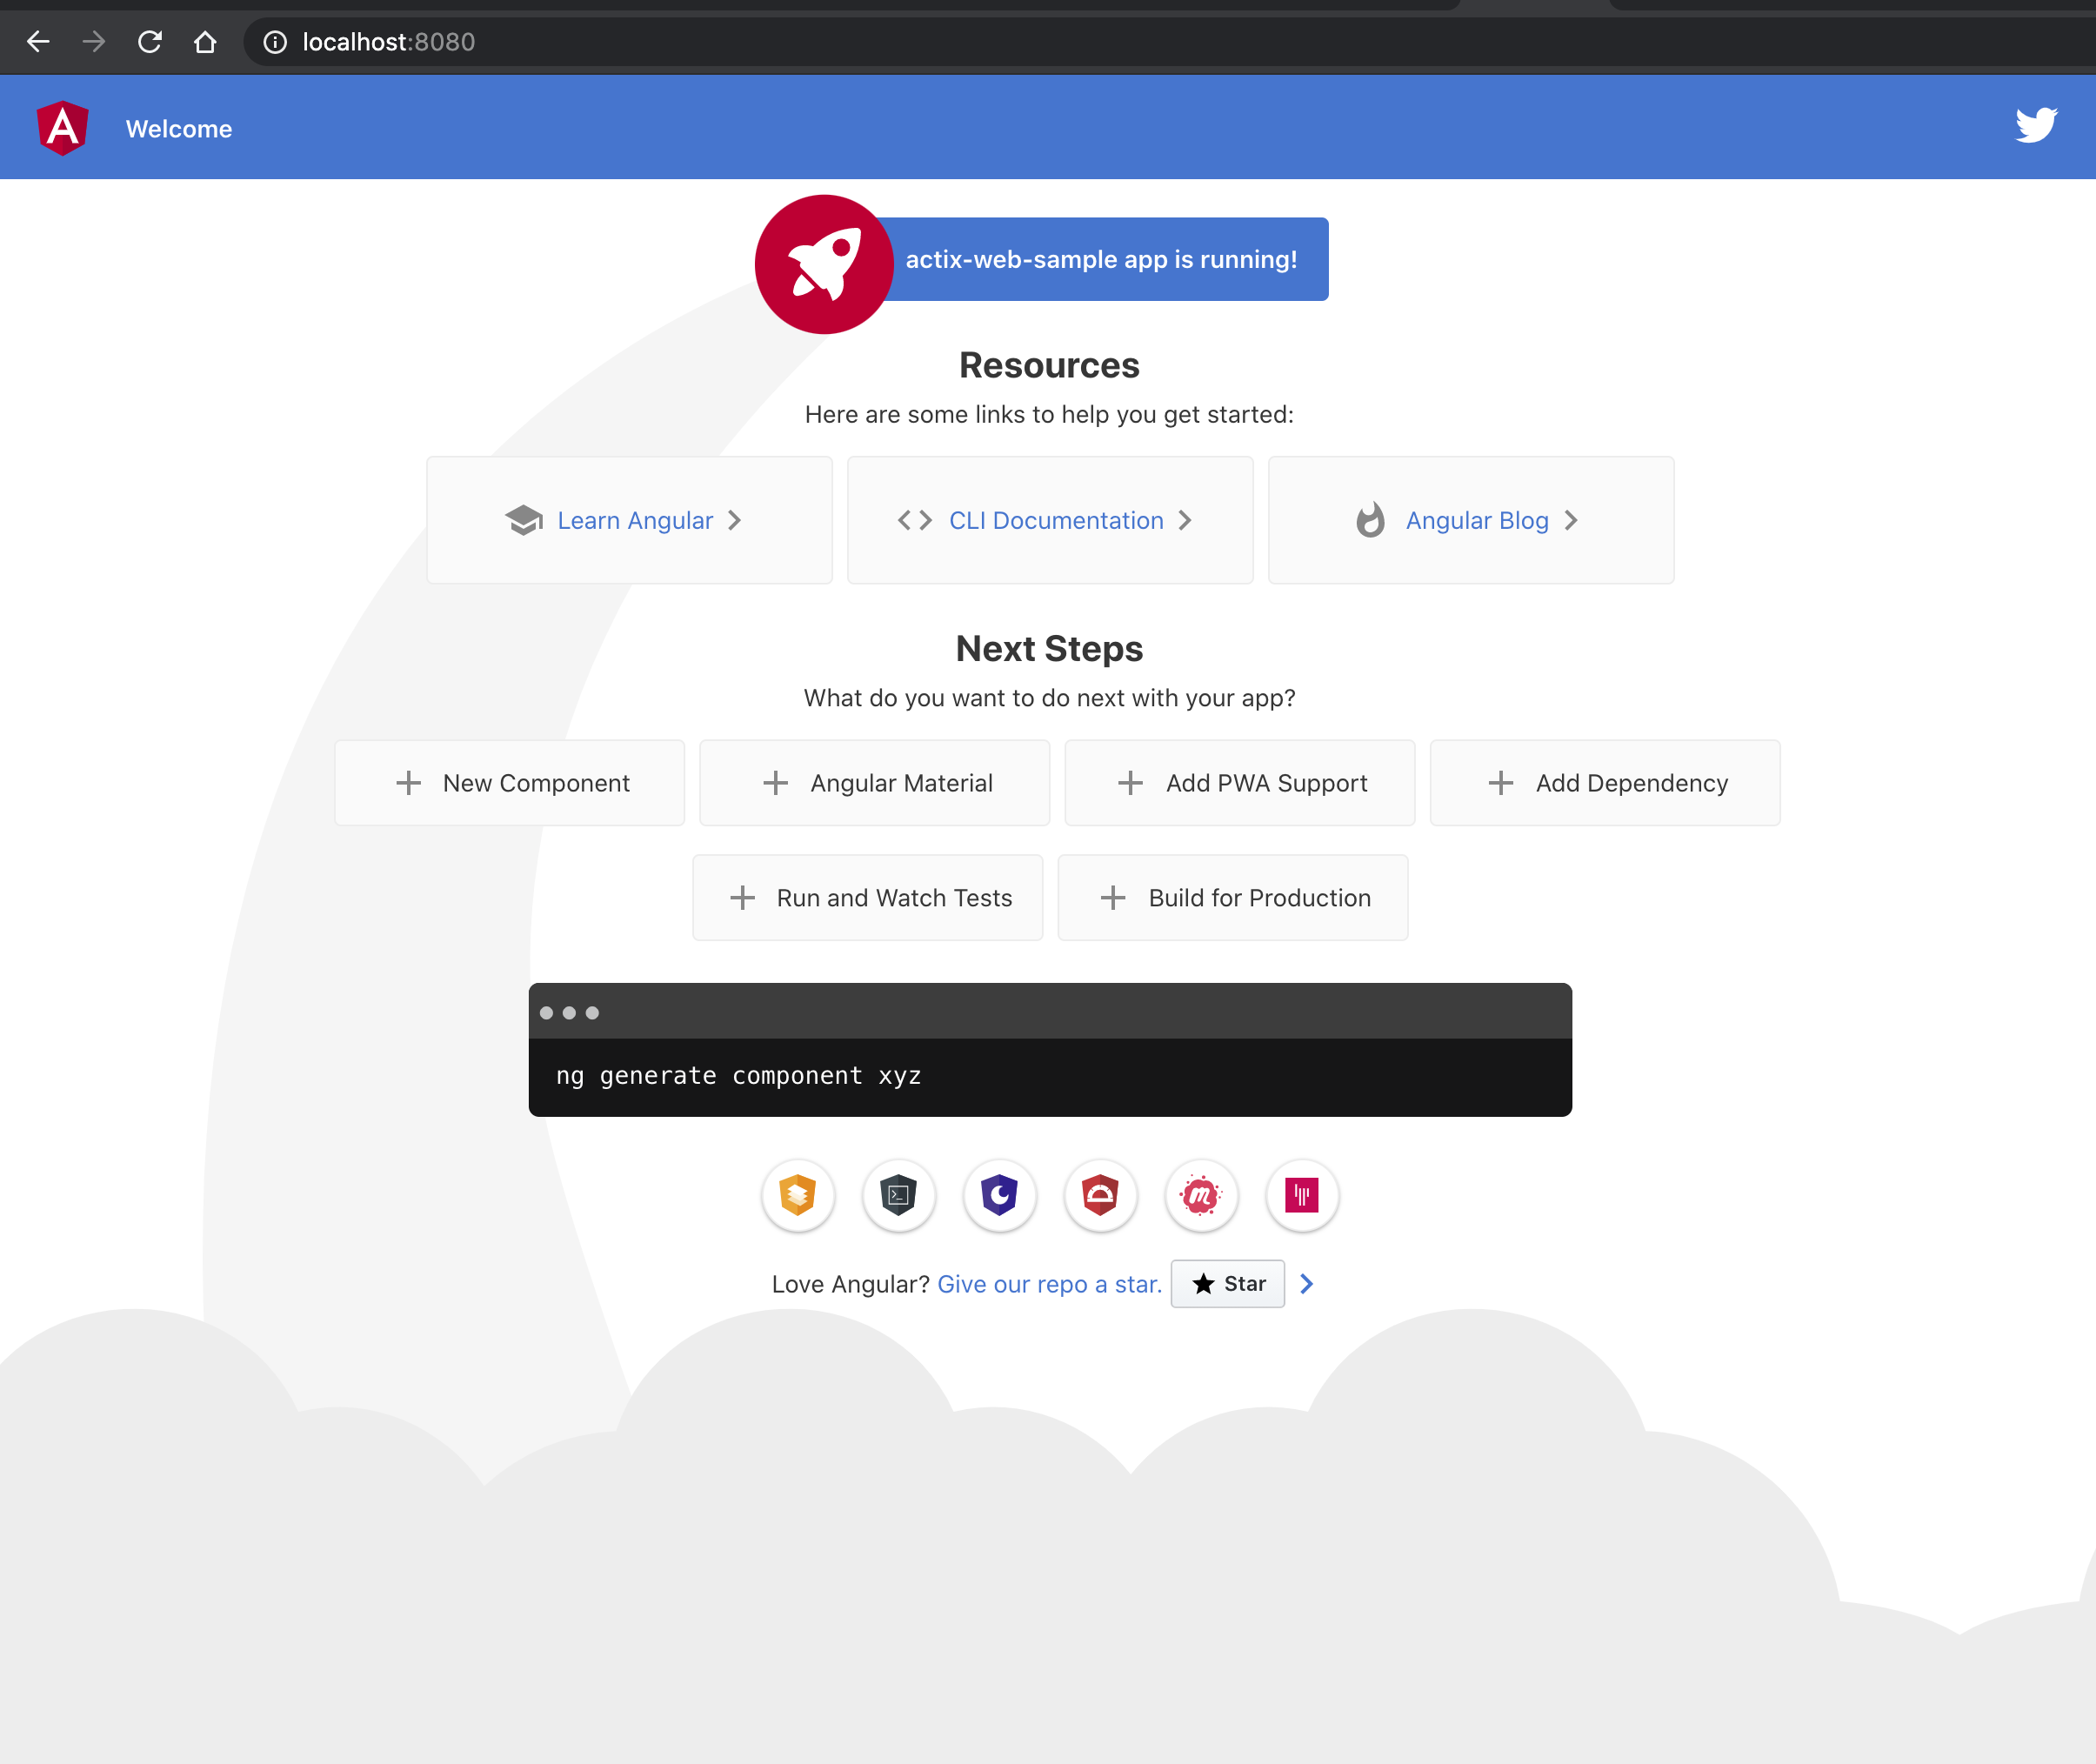 localhost:8080
Welcome
actix-web-sample app is running!
Resources
Here are some links to help you get started:
Learn Angular
CLI Documentation
Angular Blog
Next Steps
What do you want to do next with your app?
New Component
Angular Material
Add PWA Support
Add Dependency
Run and Watch Tests
Build for Production
ng generate component xyz
Love Angular? Give our repo a star. Star